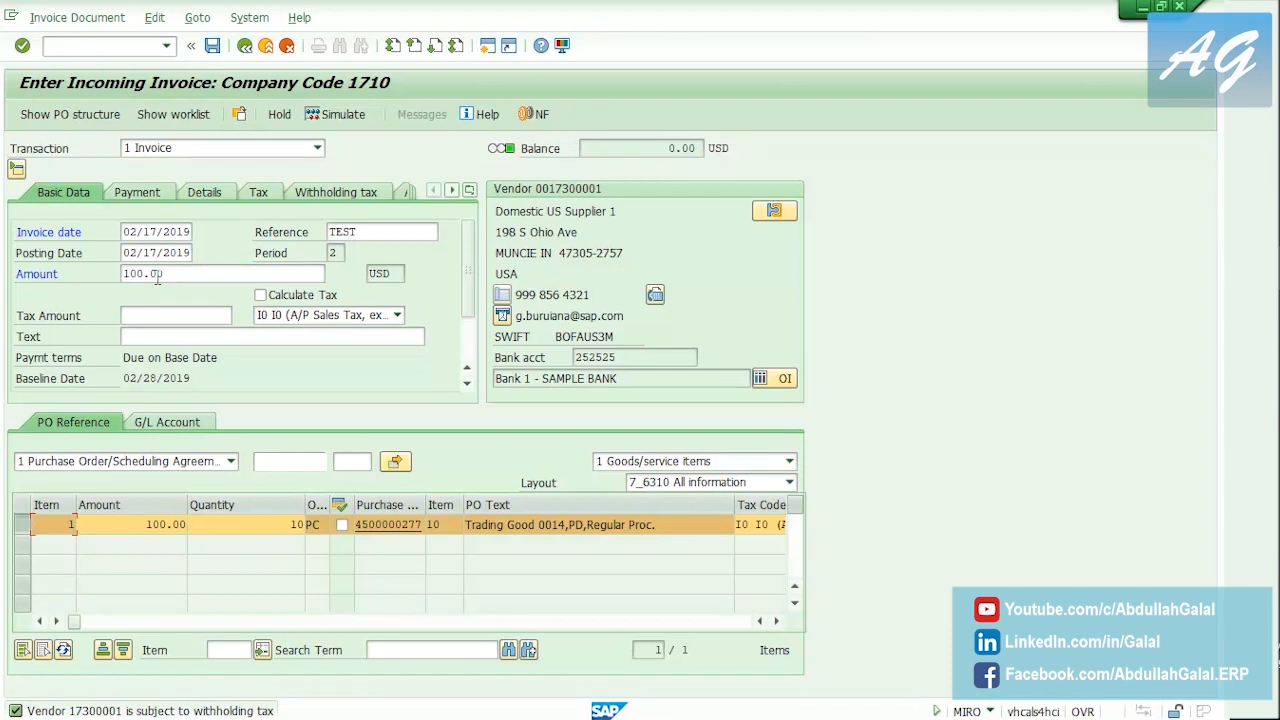 Invoice Document Edit Goto System Help
AG
Enter Incoming Invoice: Company Code 1710
Show PO structure Show worklist Hold Simulate Messages Help NF
Transaction 1 Invoice Balance 0.00 USD
Basic Data Payment Details Tax Withholding tax
Vendor 0017300001
Invoice date 02/17/2019 Reference TEST
Posting Date 02/17/2019 Period 2
Amount 100.00 USD
Calculate Tax
Tax Amount I0 I0 (A/P Sales Tax, ex...
Text
Paymt terms Due on Base Date
Baseline Date 02/28/2019
Domestic US Supplier 1
198 S Ohio Ave
MUNCIE IN 47305-2757
USA
999 856 4321
g.buruiana@sap.com
SWIFT BOFAUS3M
Bank acct 252525
Bank 1 - SAMPLE BANK OI
PO Reference G/L Account
1 Purchase Order/Scheduling Agreem... 1 Goods/service items
Layout 7_6310 All information
Item Amount Quantity O... Purchase ... Item PO Text Tax Code
1 100.00 10 PC 4500000277 10 Trading Good 0014,PD,Regular Proc. I0 I0 (
Item Search Term 1 / 1 Items
Youtube.com/c/AbdullahGalal
in LinkedIn.com/in/Galal
f Facebook.com/AbdullahGalal.ERP
Vendor 17300001 is subject to withholding tax SAP MIRO vhcals4hci OVR